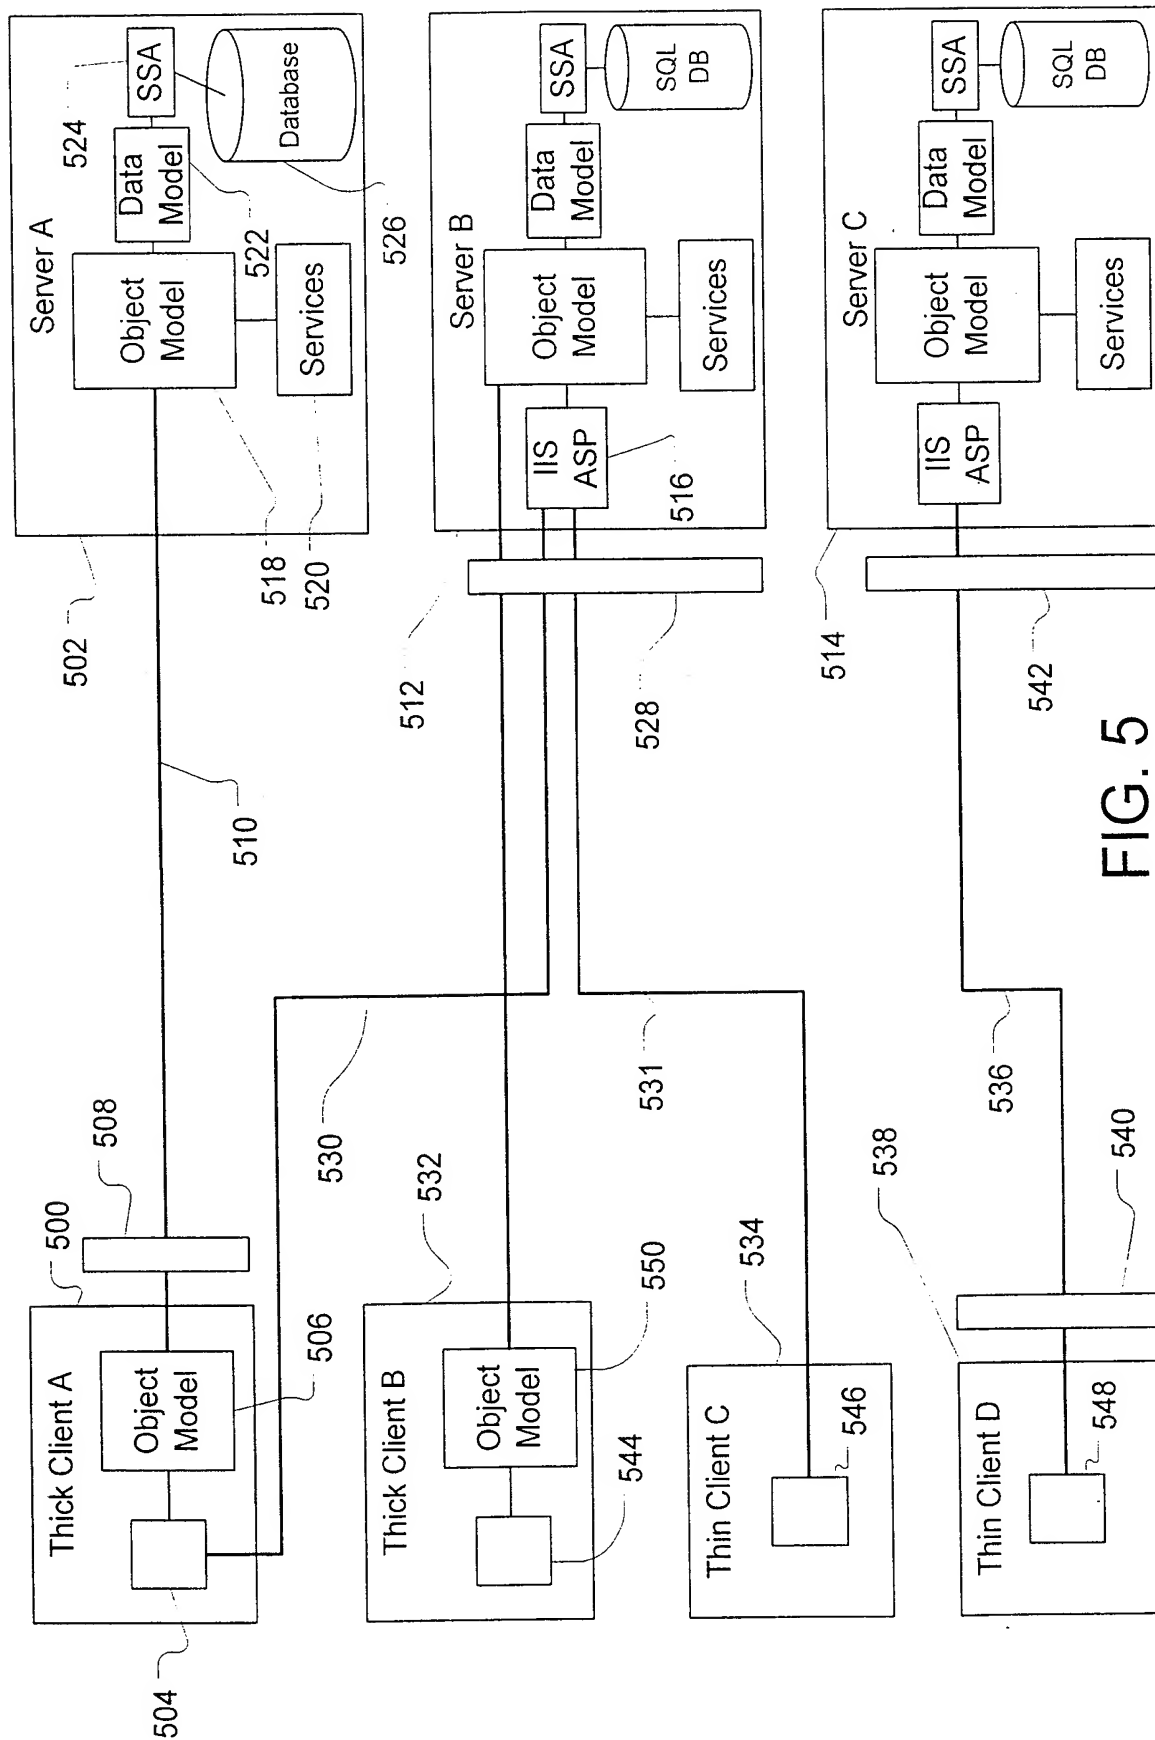 Thick Client A
Object
Model
504
506
500
508
510
530
Server A
Object
Model
Data
Model
SSA
Database
Services
502
518
520
522
524
526
Thick Client B
Object
Model
544
550
532
Server B
IIS
ASP
Object
Model
Data
Model
SSA
SQL
DB
Services
512
516
528
Thin Client C
546
534
531
Thin Client D
548
538
540
536
Server C
IIS
ASP
Object
Model
Data
Model
SSA
SQL
DB
Services
514
542
FIG. 5